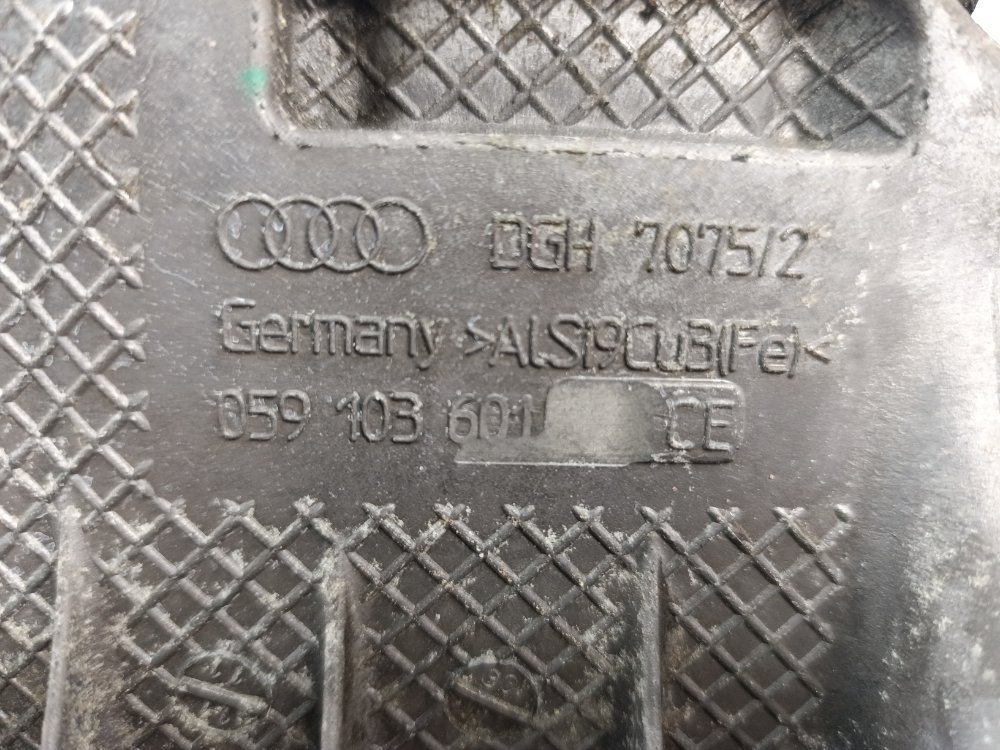 DGH 7075/2
Germany >AlSi9Cu3(Fe)<
059 103 601 CE